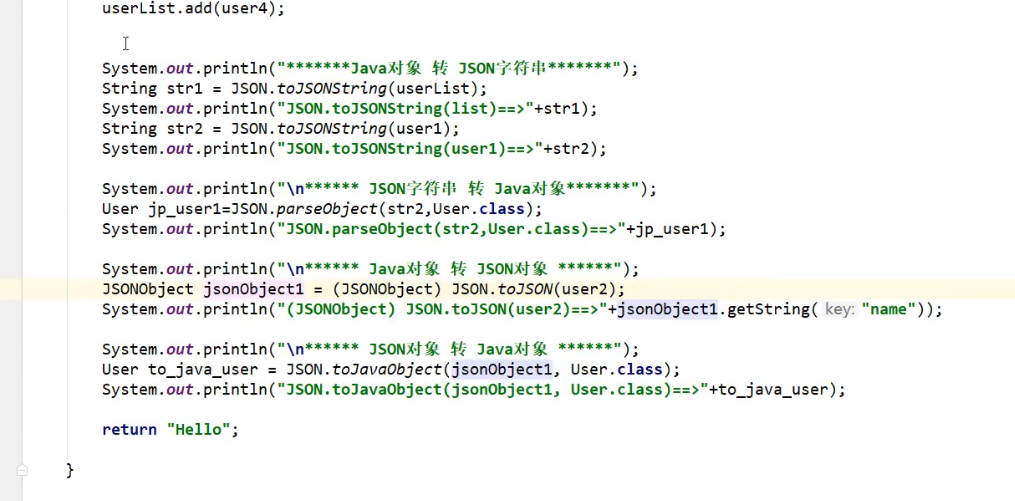 userList.add(user4);
System.out.println("*******Java对象 转 JSON字符串*******");
String str1 = JSON.toJSONString(userList);
System.out.println("JSON.toJSONString(list)==>"+str1);
String str2 = JSON.toJSONString(user1);
System.out.println("JSON.toJSONString(user1)==>"+str2);
System.out.println("\n****** JSON字符串 转 Java对象*******");
User jp_user1=JSON.parseObject(str2,User.class);
System.out.println("JSON.parseObject(str2,User.class)==>"+jp_user1);
System.out.println("\n****** Java对象 转 JSON对象 ******");
JSONObject jsonObject1 = (JSONObject) JSON.toJSON(user2);
System.out.println("(JSONObject) JSON.toJSON(user2)==>"+jsonObject1.getString( key: "name"));
System.out.println("\n****** JSON对象 转 Java对象 ******");
User to_java_user = JSON.toJavaObject(jsonObject1, User.class);
System.out.println("JSON.toJavaObject(jsonObject1, User.class)==>"+to_java_user);
return "Hello";
}